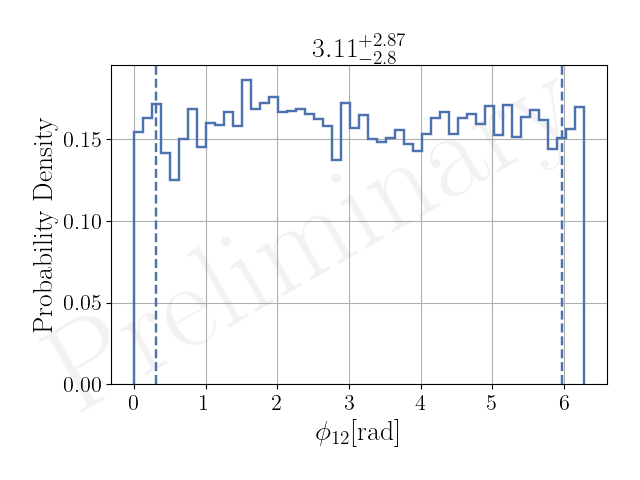 3.11+2.87−2.8
Probability Density
0.15
0.10
0.05
0.00
0 1 2 3 4 5 6
ϕ12[rad]
Preliminary